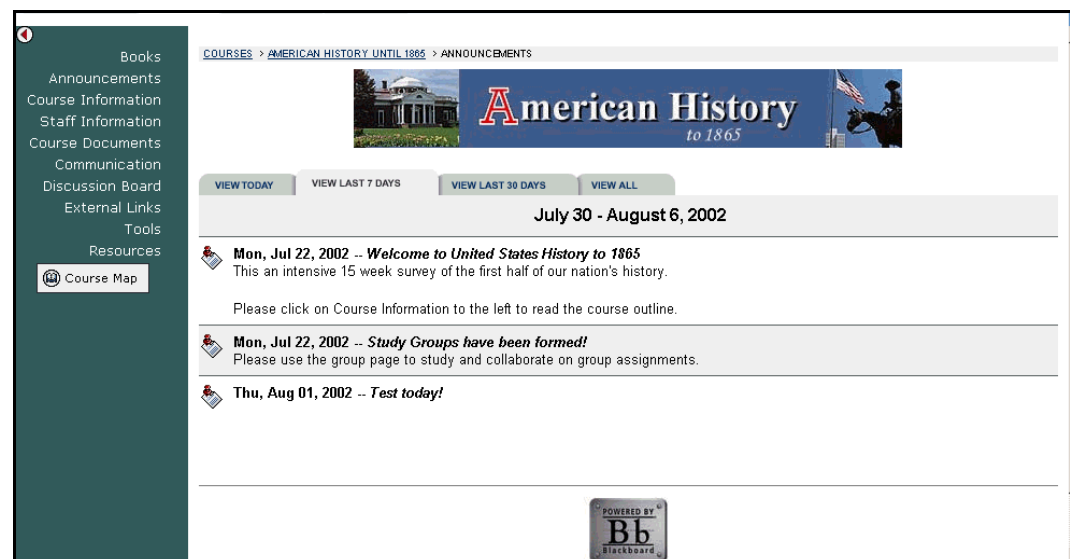 Books
Announcements
Course Information
Staff Information
Course Documents
Communication
Discussion Board
External Links
Tools
Resources
Course Map
COURSES > AMERICAN HISTORY UNTIL 1865 > ANNOUNCEMENTS
American History
to 1865
VIEW TODAY VIEW LAST 7 DAYS VIEW LAST 30 DAYS VIEW ALL
July 30 - August 6, 2002
Mon, Jul 22, 2002 -- Welcome to United States History to 1865
This an intensive 15 week survey of the first half of our nation's history.
Please click on Course Information to the left to read the course outline.
Mon, Jul 22, 2002 -- Study Groups have been formed!
Please use the group page to study and collaborate on group assignments.
Thu, Aug 01, 2002 -- Test today!
POWERED BY
Bb
Blackboard